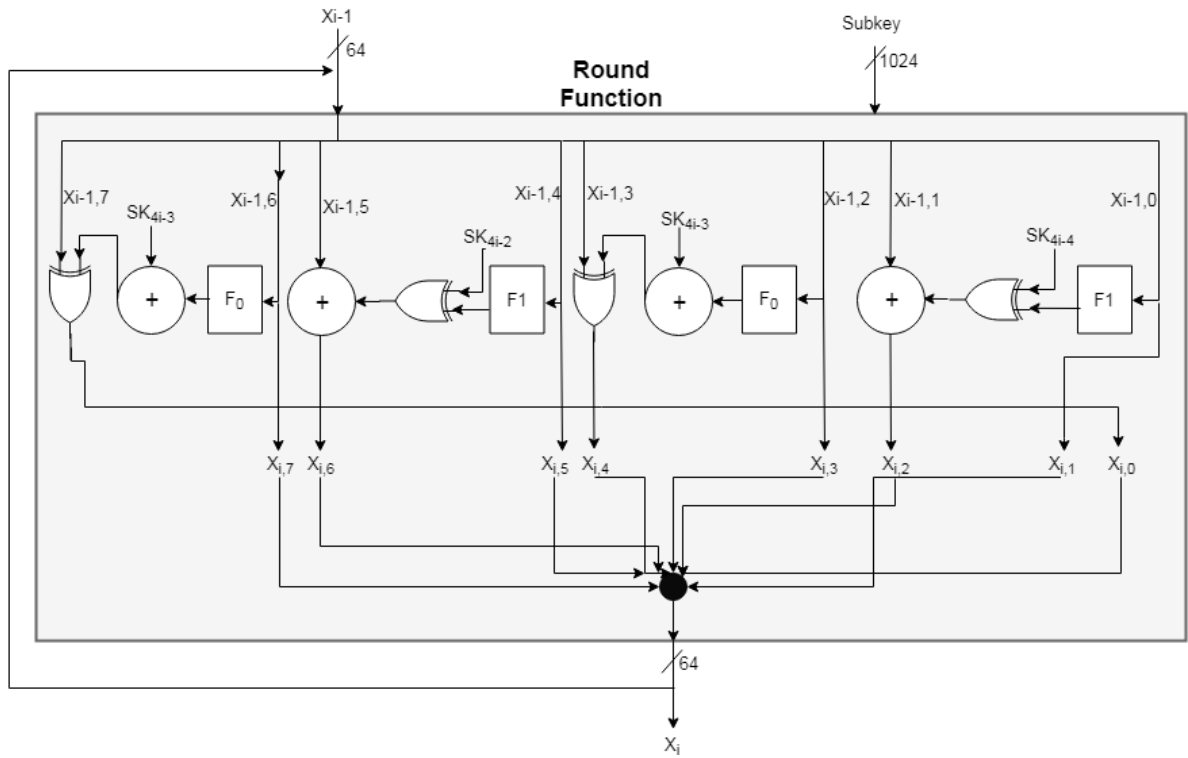 Xi-1
64
Subkey
1024
Round
Function
Xi-1,7
SK4i-3
Xi-1,6
Xi-1,5
SK4i-2
Xi-1,4
Xi-1,3
SK4i-3
Xi-1,2
Xi-1,1
SK4i-4
Xi-1,0
+
F0
+
F1
+
F0
+
F1
Xi,7
Xi,6
Xi,5
Xi,4
Xi,3
Xi,2
Xi,1
Xi,0
64
Xi